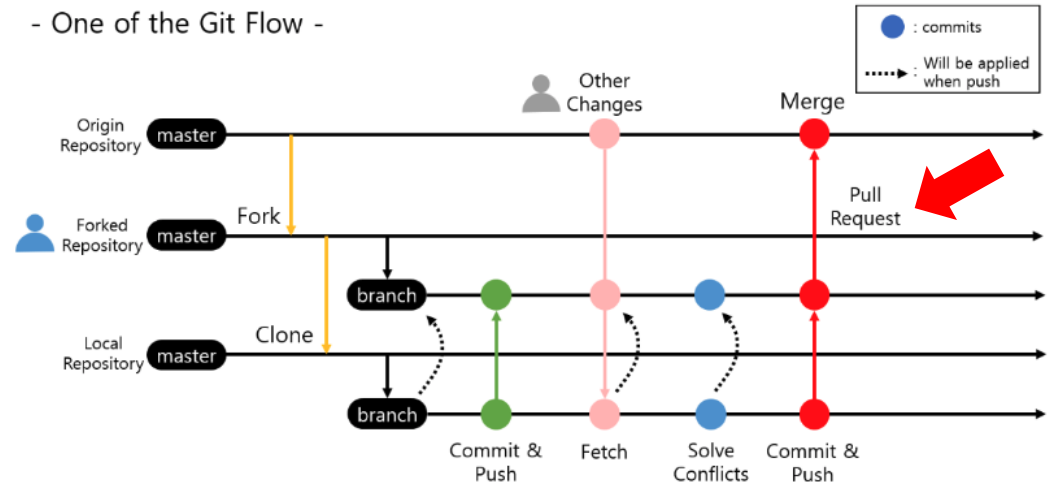 - One of the Git Flow -
: commits
: Will be applied
when push
Other
Changes
Merge
Origin
Repository
master
Pull
Request
Fork
Forked
Repository
master
branch
Clone
Local
Repository
master
branch
Commit &
Push
Fetch
Solve
Conflicts
Commit &
Push